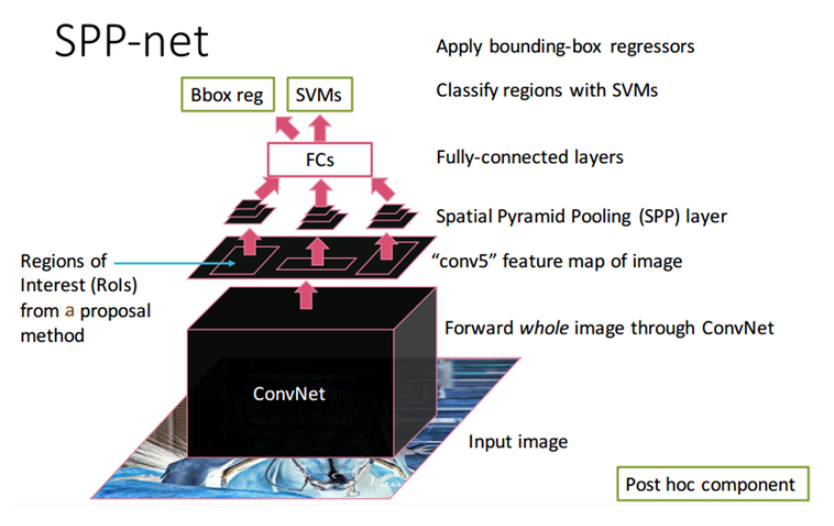 SPP-net
Apply bounding-box regressors
Bbox reg
SVMs
Classify regions with SVMs
FCs
Fully-connected layers
Spatial Pyramid Pooling (SPP) layer
Regions of
Interest (RoIs)
from a proposal
method
“conv5” feature map of image
Forward whole image through ConvNet
ConvNet
Input image
Post hoc component